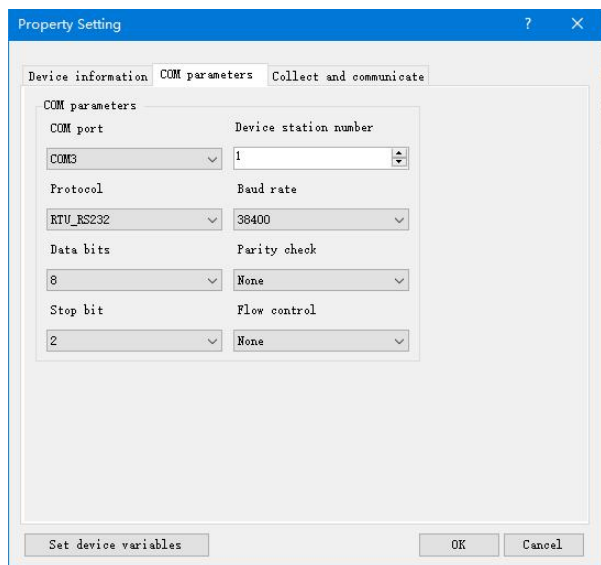 Property Setting ? ×
Device information COM parameters Collect and communicate
COM parameters
COM port Device station number
COM3 1
Protocol Baud rate
RTU_RS232 38400
Data bits Parity check
8 None
Stop bit Flow control
2 None
Set device variables OK Cancel